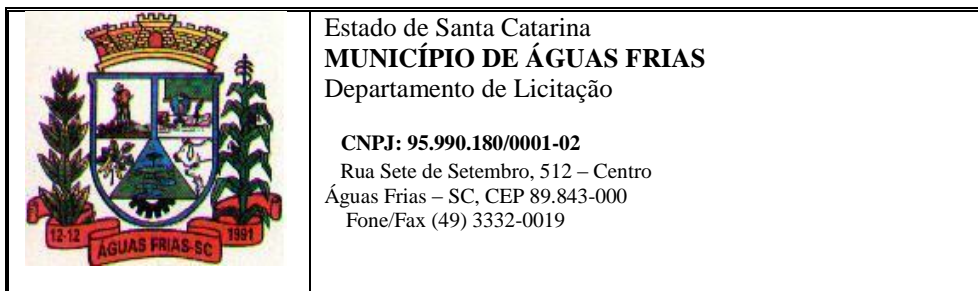 Estado de Santa Catarina
MUNICÍPIO DE ÁGUAS FRIAS
Departamento de Licitação
CNPJ: 95.990.180/0001-02
Rua Sete de Setembro, 512 – Centro
Águas Frias – SC, CEP 89.843-000
Fone/Fax (49) 3332-0019
12-12
ÁGUAS FRIAS-SC
1991